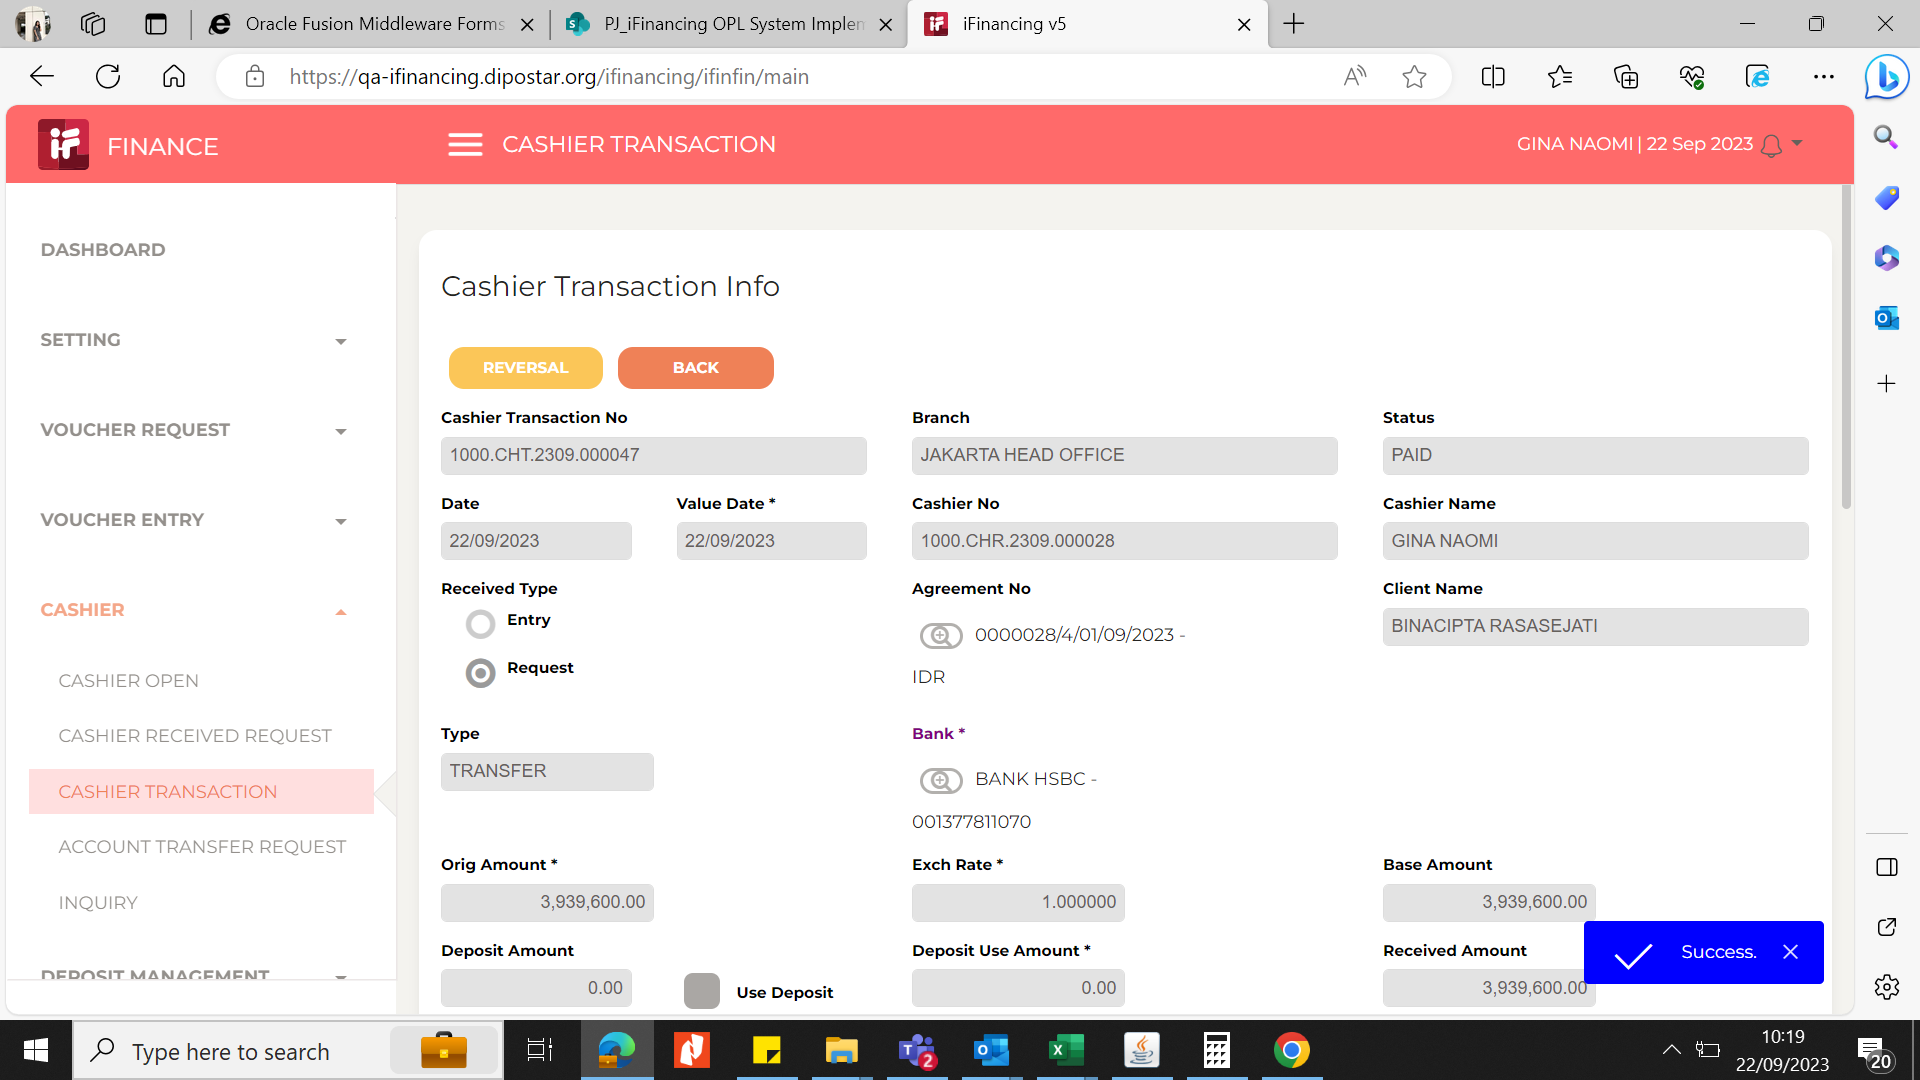 Oracle Fusion Middleware Forms
PJ_iFinancing OPL System Implem
iFinancing v5
https://qa-ifinancing.dipostar.org/ifinancing/ifinfin/main
iF FINANCE
CASHIER TRANSACTION
GINA NAOMI | 22 Sep 2023
DASHBOARD
SETTING
VOUCHER REQUEST
VOUCHER ENTRY
CASHIER
CASHIER OPEN
CASHIER RECEIVED REQUEST
CASHIER TRANSACTION
ACCOUNT TRANSFER REQUEST
INQUIRY
DEPOSIT MANAGEMENT
Cashier Transaction Info
REVERSAL BACK
Cashier Transaction No Branch Status
1000.CHT.2309.000047 JAKARTA HEAD OFFICE PAID
Date Value Date * Cashier No Cashier Name
22/09/2023 22/09/2023 1000.CHR.2309.000028 GINA NAOMI
Received Type Agreement No Client Name
Entry
0000028/4/01/09/2023 - BINACIPTA RASASEJATI
Request
IDR
Type Bank *
TRANSFER BANK HSBC -
001377811070
Orig Amount * Exch Rate * Base Amount
3,939,600.00 1.000000 3,939,600.00
Deposit Amount Deposit Use Amount * Received Amount
0.00 Use Deposit 0.00 3,939,600.00
Success.
Type here to search
2
10:19
22/09/2023
20